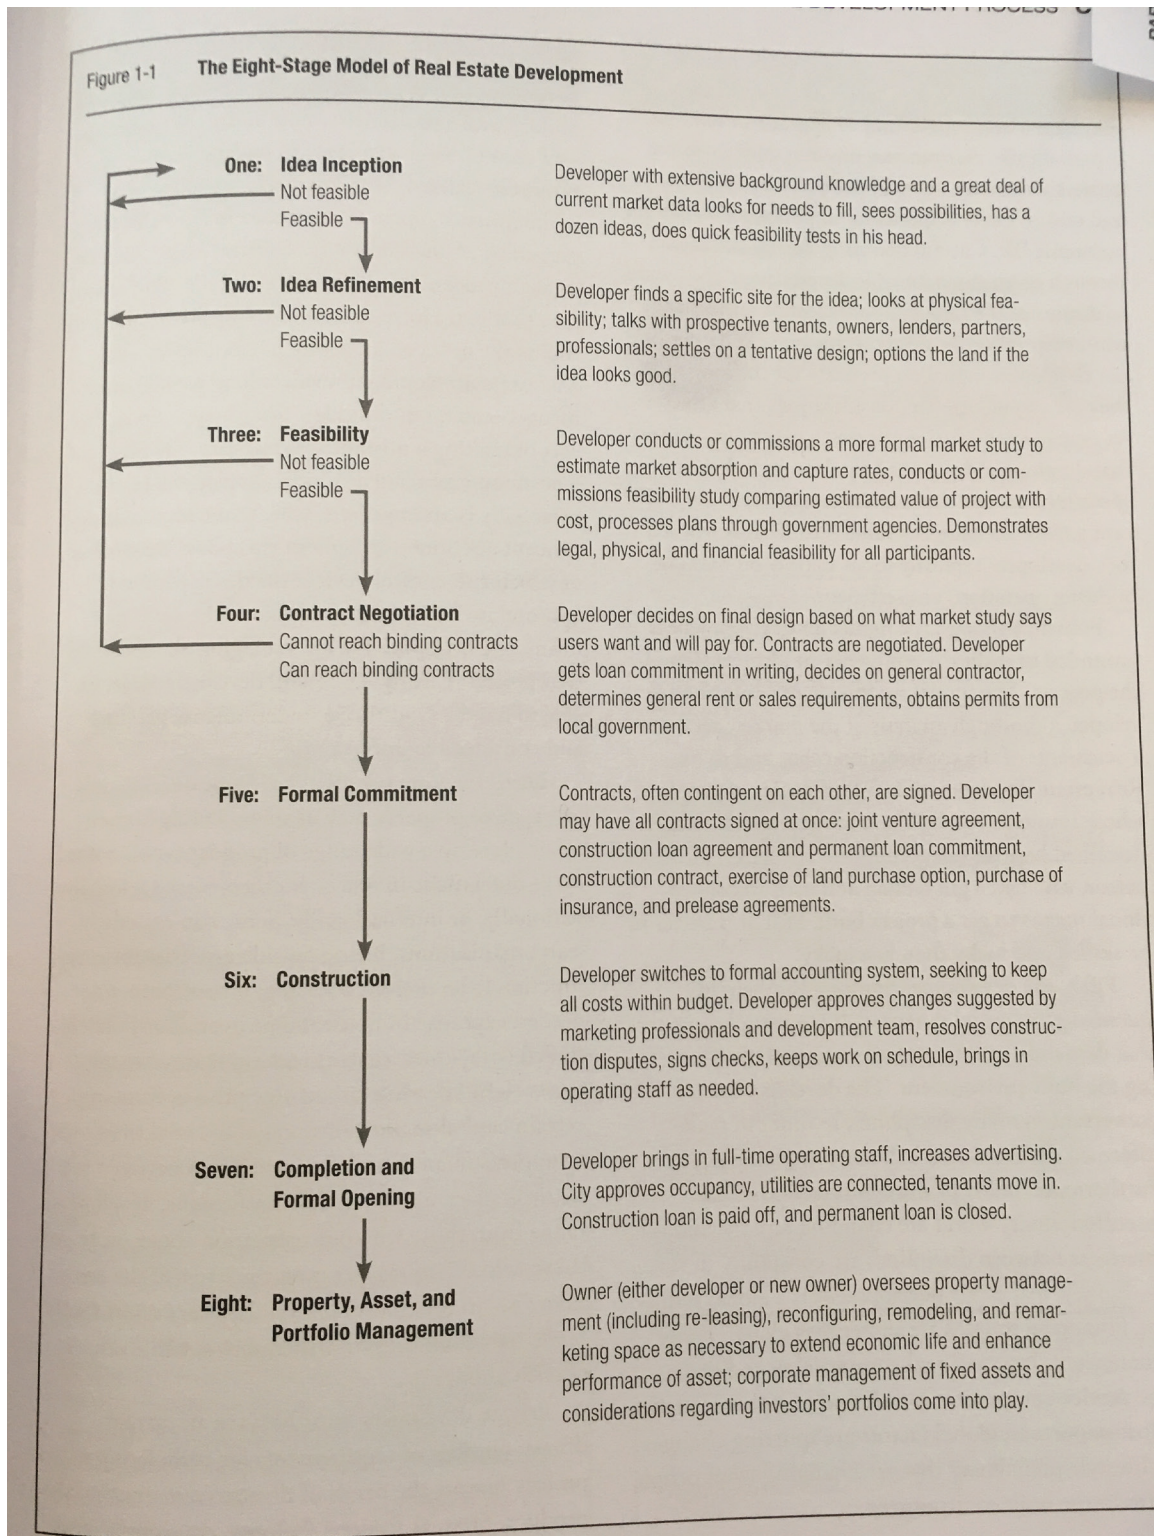 Figure 1-1 The Eight-Stage Model of Real Estate Development
One: Idea Inception
Not feasible
Feasible
Developer with extensive background knowledge and a great deal of
current market data looks for needs to fill, sees possibilities, has a
dozen ideas, does quick feasibility tests in his head.
Two: Idea Refinement
Not feasible
Feasible
Developer finds a specific site for the idea; looks at physical fea-
sibility; talks with prospective tenants, owners, lenders, partners,
professionals; settles on a tentative design; options the land if the
idea looks good.
Three: Feasibility
Not feasible
Feasible
Developer conducts or commissions a more formal market study to
estimate market absorption and capture rates, conducts or com-
missions feasibility study comparing estimated value of project with
cost, processes plans through government agencies. Demonstrates
legal, physical, and financial feasibility for all participants.
Four: Contract Negotiation
Cannot reach binding contracts
Can reach binding contracts
Developer decides on final design based on what market study says
users want and will pay for. Contracts are negotiated. Developer
gets loan commitment in writing, decides on general contractor,
determines general rent or sales requirements, obtains permits from
local government.
Five: Formal Commitment
Contracts, often contingent on each other, are signed. Developer
may have all contracts signed at once: joint venture agreement,
construction loan agreement and permanent loan commitment,
construction contract, exercise of land purchase option, purchase of
insurance, and prelease agreements.
Six: Construction
Developer switches to formal accounting system, seeking to keep
all costs within budget. Developer approves changes suggested by
marketing professionals and development team, resolves construc-
tion disputes, signs checks, keeps work on schedule, brings in
operating staff as needed.
Seven: Completion and
Formal Opening
Developer brings in full-time operating staff, increases advertising.
City approves occupancy, utilities are connected, tenants move in.
Construction loan is paid off, and permanent loan is closed.
Eight: Property, Asset, and
Portfolio Management
Owner (either developer or new owner) oversees property manage-
ment (including re-leasing), reconfiguring, remodeling, and remar-
keting space as necessary to extend economic life and enhance
performance of asset; corporate management of fixed assets and
considerations regarding investors' portfolios come into play.